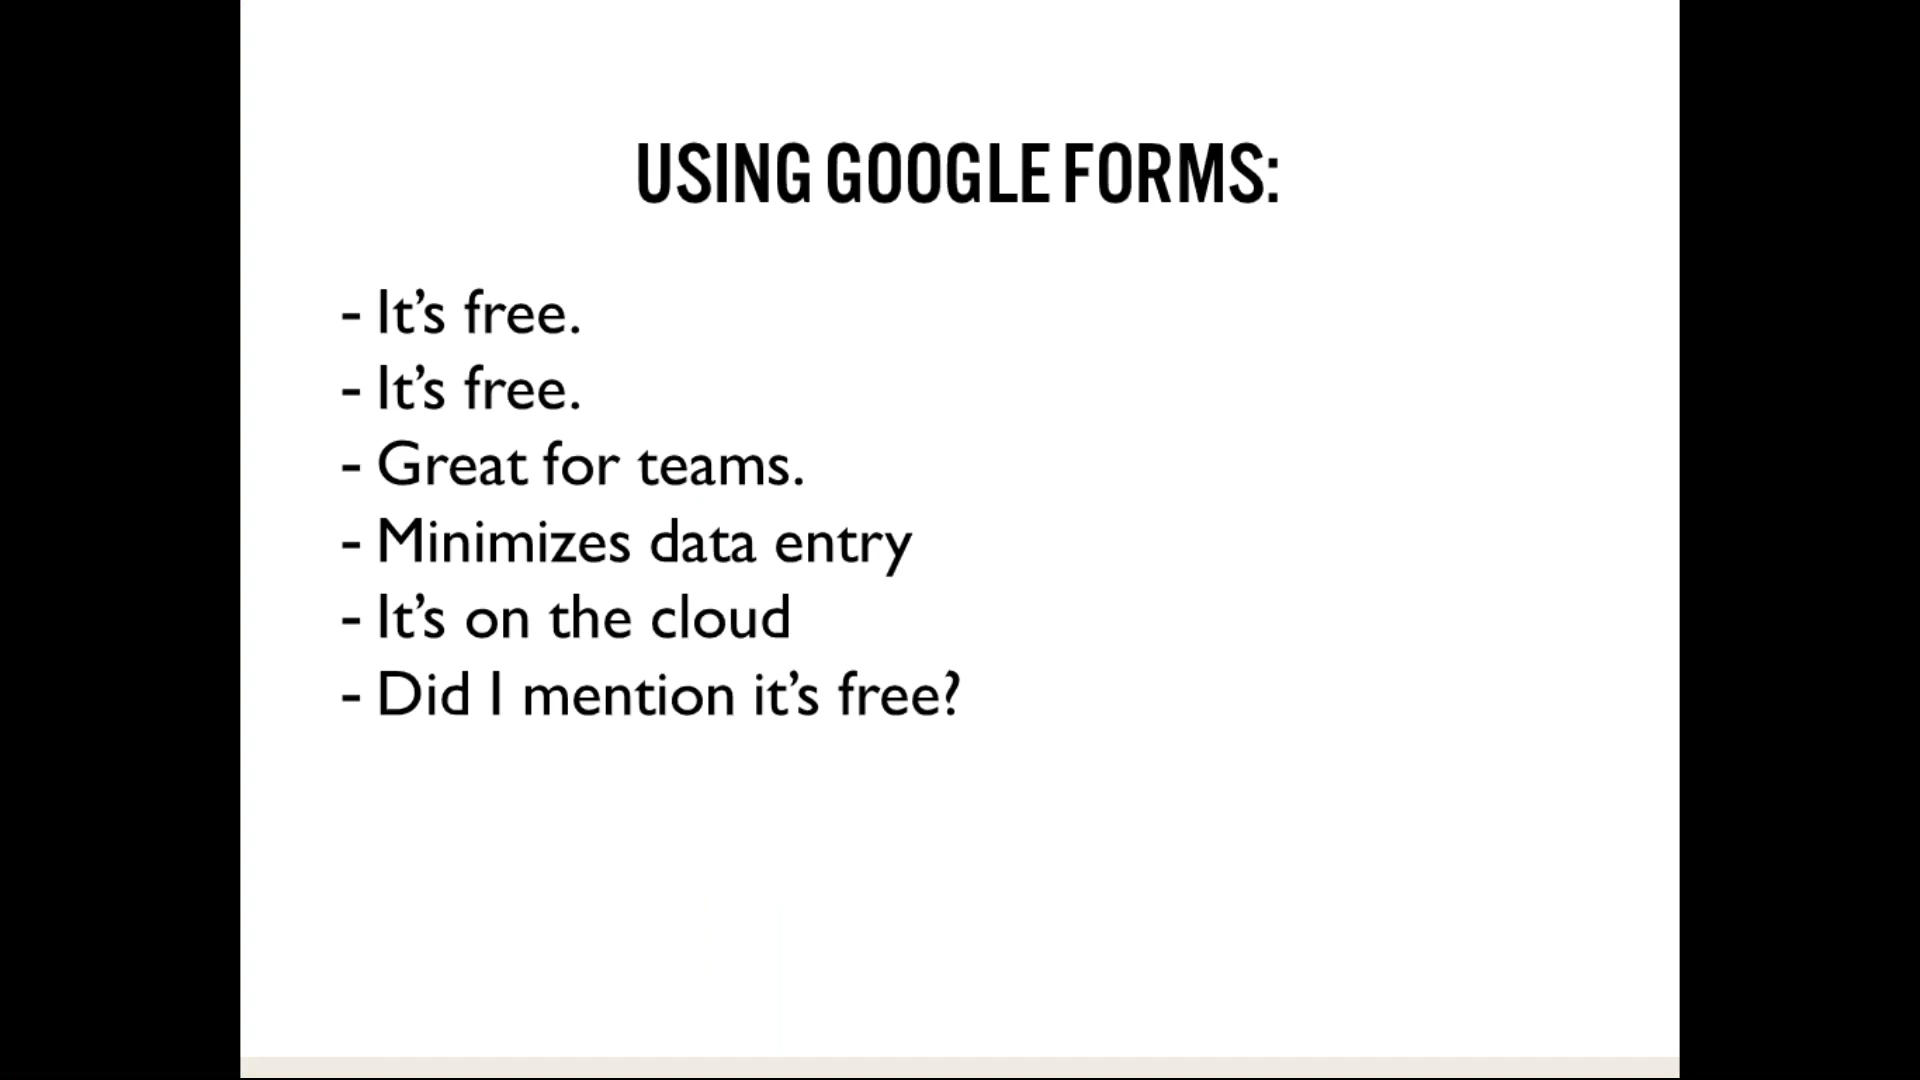 USING GOOGLE FORMS:
- It’s free.
- It’s free.
- Great for teams.
- Minimizes data entry
- It’s on the cloud
- Did I mention it’s free?